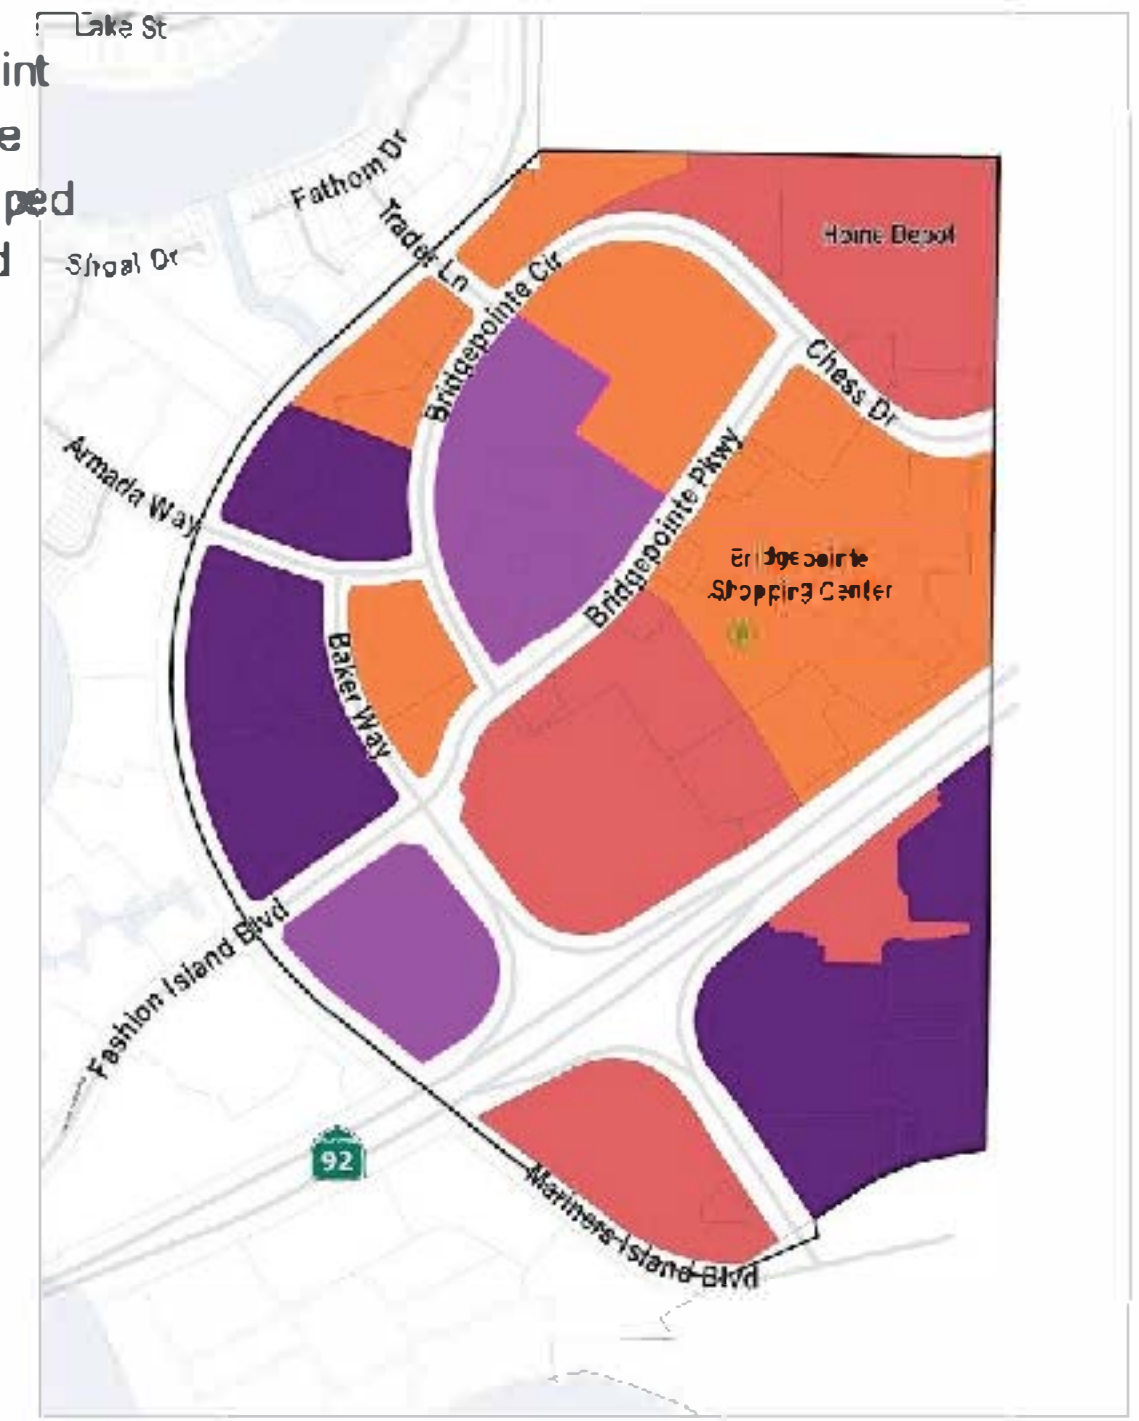 Lake St
int
e
ped
d
Fathom Dr
Trader Ln
Shoal Dr
Home Depot
Bridgepointe Cir
Chess Dr
Armada Way
Bridgepointe Pkwy
Bridgepointe
Shopping Center
Baker Way
Fashion Island Blvd
92
Mariners Island Blvd